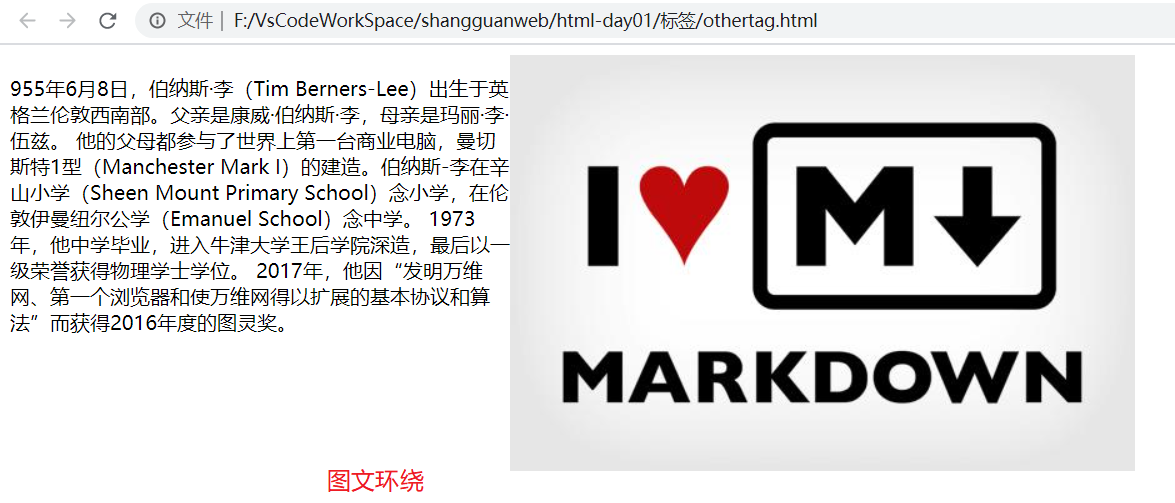 文件 | F:/VsCodeWorkSpace/shangguanweb/html-day01/标签/othertag.html
955年6月8日，伯纳斯·李（Tim Berners-Lee）出生于英
格兰伦敦西南部。父亲是康威·伯纳斯·李，母亲是玛丽·李·
伍兹。 他的父母都参与了世界上第一台商业电脑，曼切
斯特1型（Manchester Mark I）的建造。伯纳斯-李在辛
山小学（Sheen Mount Primary School）念小学，在伦
敦伊曼纽尔公学（Emanuel School）念中学。 1973
年，他中学毕业，进入牛津大学王后学院深造，最后以一
级荣誉获得物理学士学位。 2017年，他因“发明万维
网、第一个浏览器和使万维网得以扩展的基本协议和算
法”而获得2016年度的图灵奖。
I ♥ M↓
MARKDOWN
图文环绕